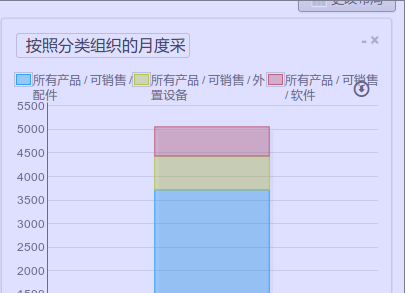 更改布局
按照分类组织的月度采
所有产品 / 可销售 / 配件
所有产品 / 可销售 / 外置设备
所有产品 / 可销售 / 软件
5500
5000
4500
4000
3500
3000
2500
2000
1500